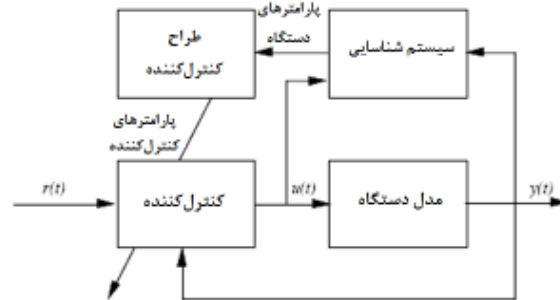 پارامترهای
دستگاه
طراح
کنترل‌کننده
سیستم شناسایی
پارامترهای
کنترل‌کننده
r(t)
کنترل‌کننده
u(t)
مدل دستگاه
y(t)